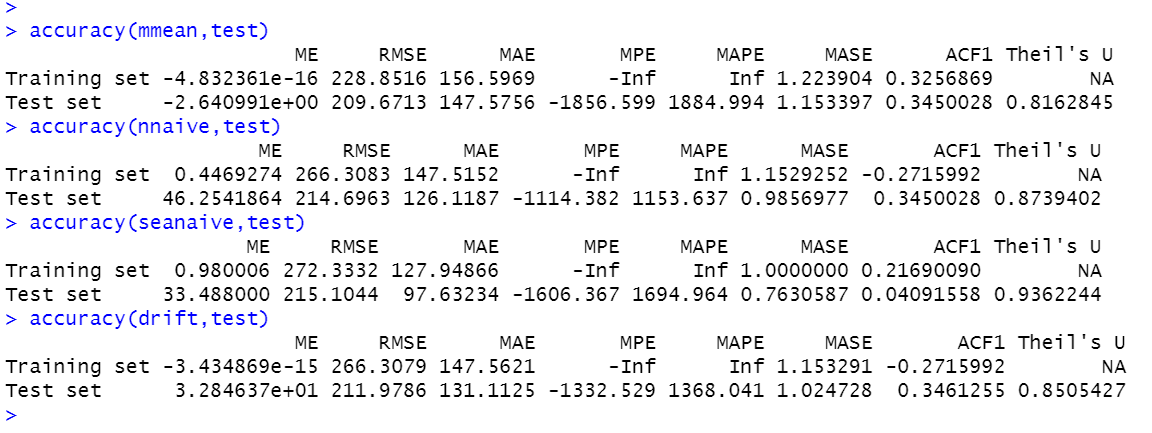 >
> accuracy(mmean,test)
ME RMSE MAE MPE MAPE MASE ACF1 Theil's U
Training set -4.832361e-16 228.8516 156.5969 -Inf Inf 1.223904 0.3256869 NA
Test set -2.640991e+00 209.6713 147.5756 -1856.599 1884.994 1.153397 0.3450028 0.8162845
> accuracy(nnaive,test)
ME RMSE MAE MPE MAPE MASE ACF1 Theil's U
Training set 0.4469274 266.3083 147.5152 -Inf Inf 1.1529252 -0.2715992 NA
Test set 46.2541864 214.6963 126.1187 -1114.382 1153.637 0.9856977 0.3450028 0.8739402
> accuracy(seanaive,test)
ME RMSE MAE MPE MAPE MASE ACF1 Theil's U
Training set 0.980006 272.3332 127.94866 -Inf Inf 1.0000000 0.21690090 NA
Test set 33.488000 215.1044 97.63234 -1606.367 1694.964 0.7630587 0.04091558 0.9362244
> accuracy(drift,test)
ME RMSE MAE MPE MAPE MASE ACF1 Theil's U
Training set -3.434869e-15 266.3079 147.5621 -Inf Inf 1.153291 -0.2715992 NA
Test set 3.284637e+01 211.9786 131.1125 -1332.529 1368.041 1.024728 0.3461255 0.8505427
>